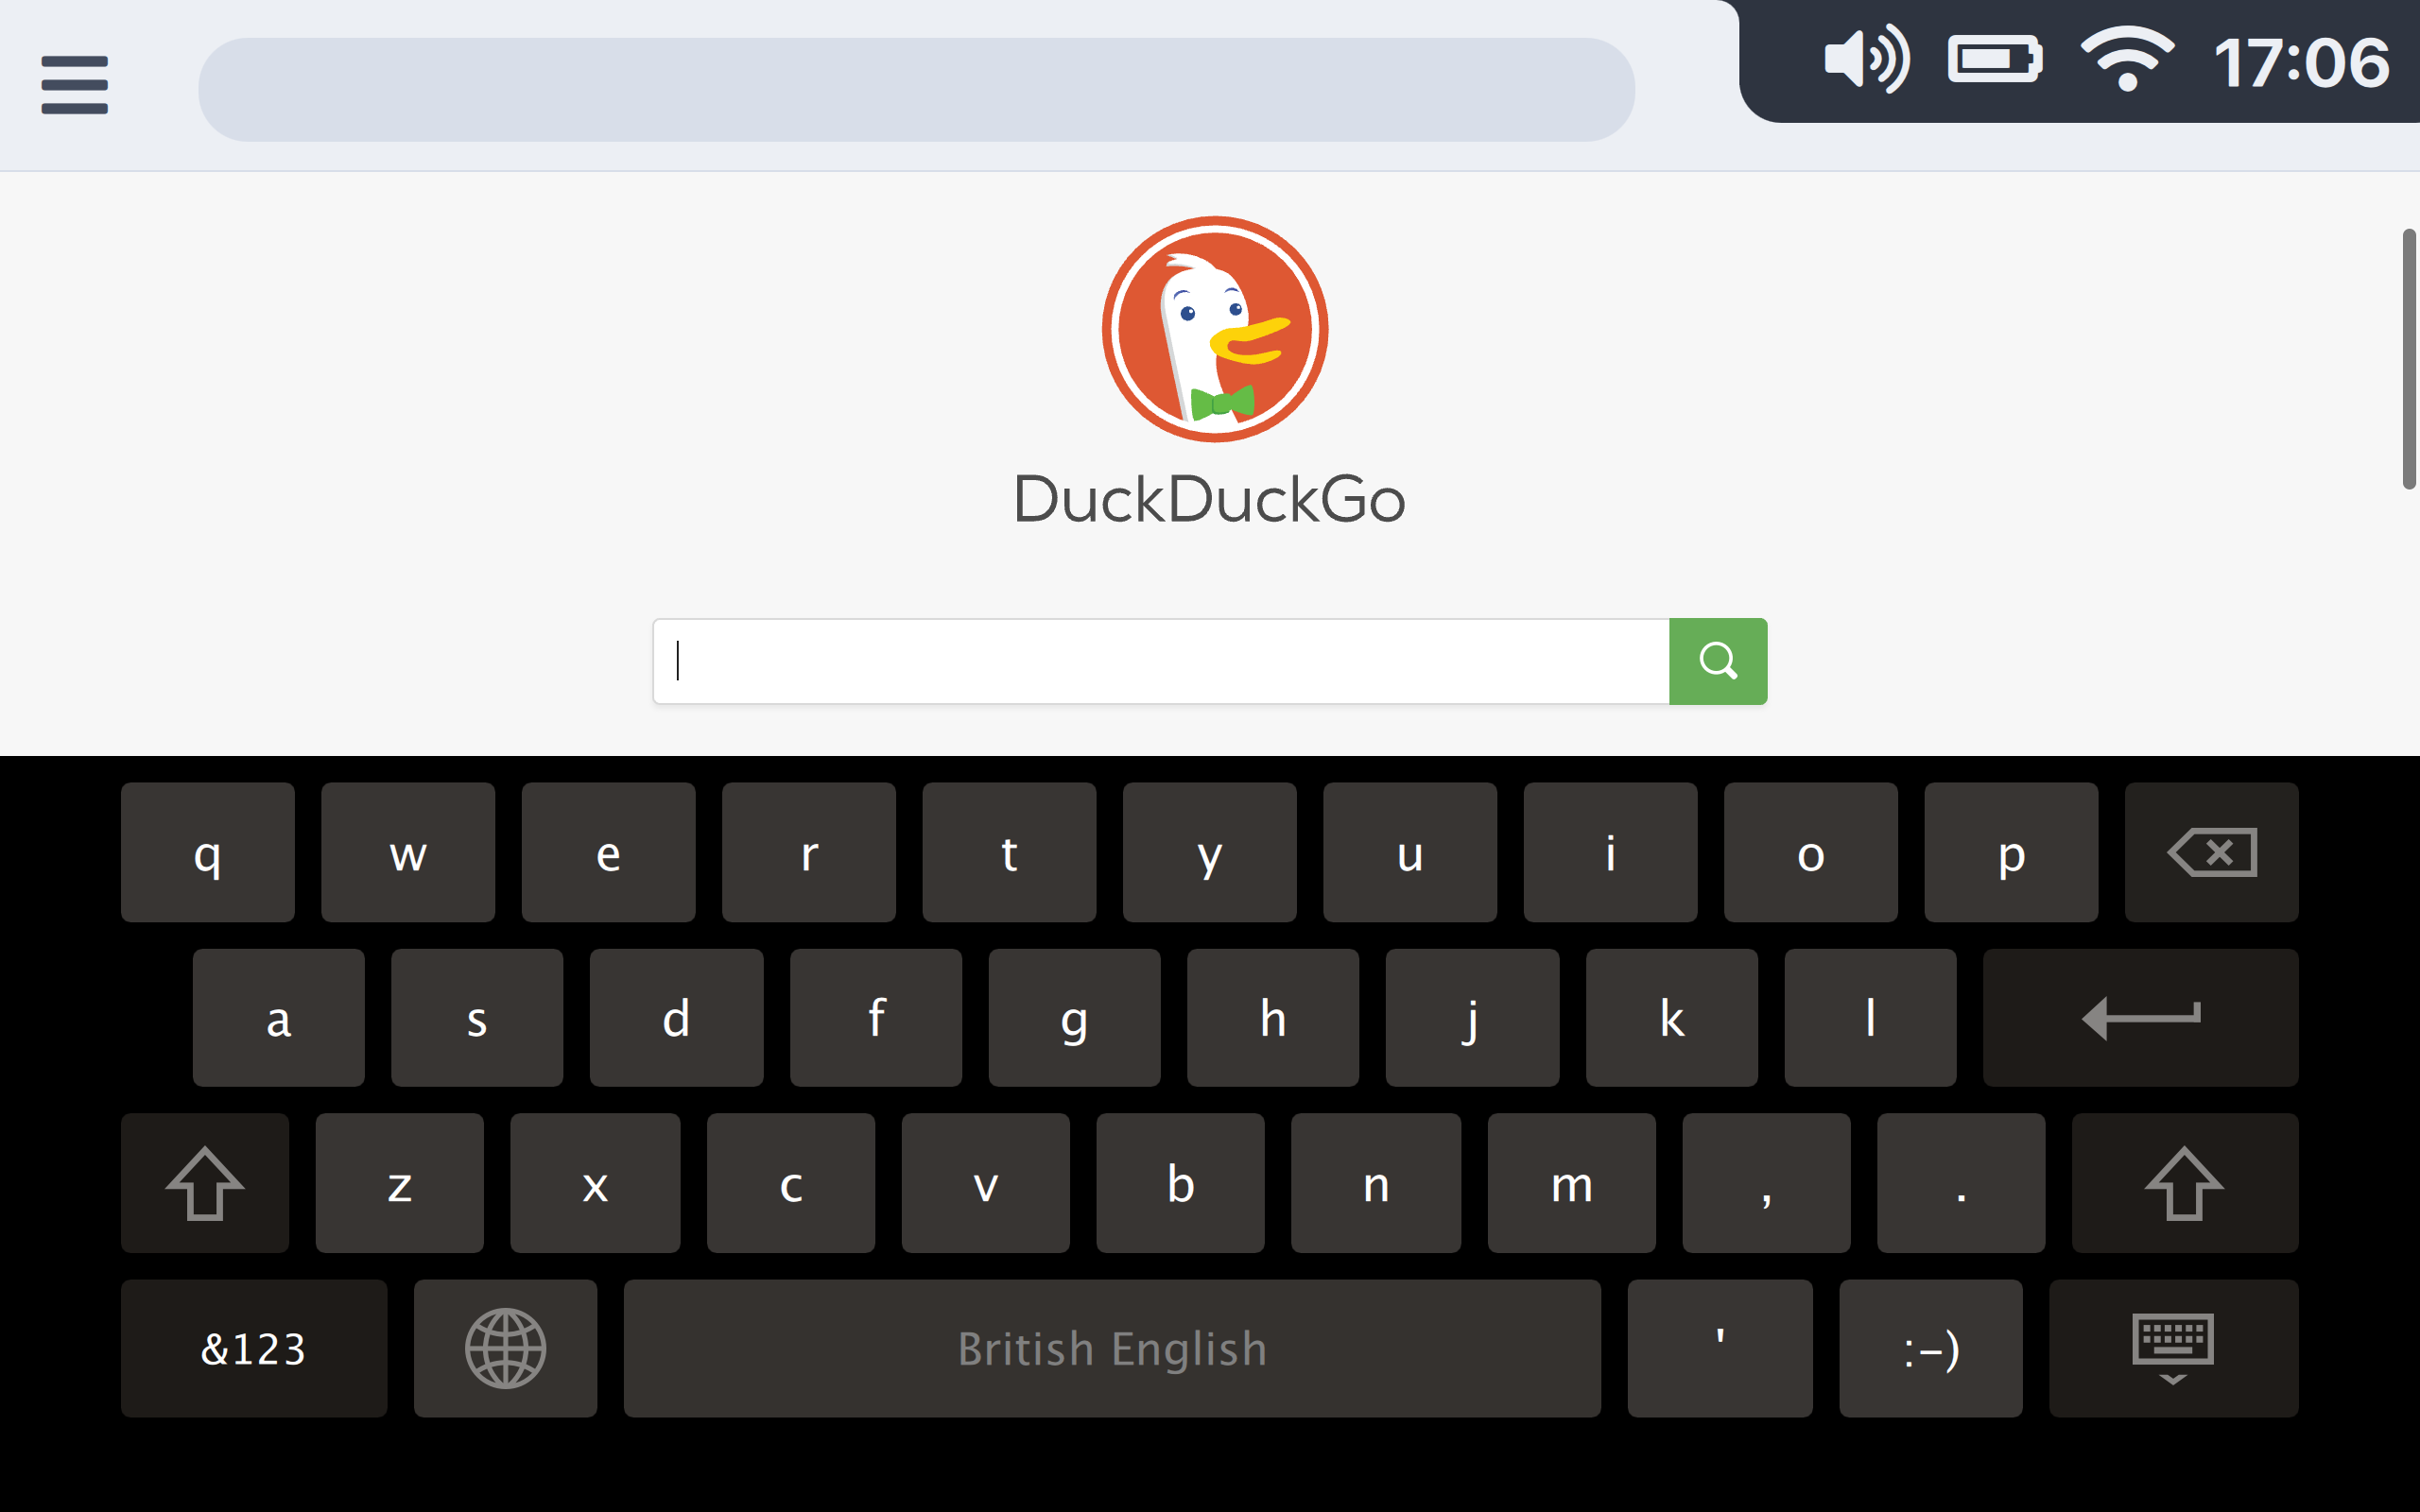 17:06
DuckDuckGo
q w e r t y u i o p
a s d f g h j k l
z x c v b n m , .
&123 British English ' :-)